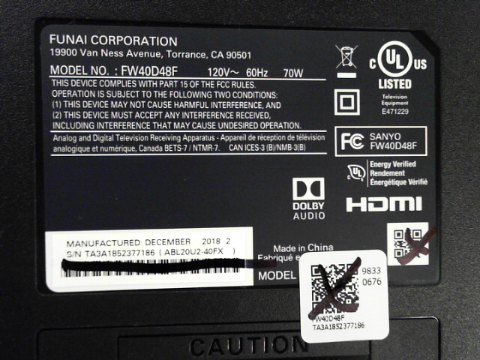 FUNAI CORPORATION
19900 Van Ness Avenue, Torrance, CA 90501
MODEL NO. : FW40D48F 120V~ 60Hz 70W
THIS DEVICE COMPLIES WITH PART 15 OF THE FCC RULES.
OPERATION IS SUBJECT TO THE FOLLOWING TWO CONDITIONS:
(1) THIS DEVICE MAY NOT CAUSE HARMFUL INTERFERENCE, AND
(2) THIS DEVICE MUST ACCEPT ANY INTERFERENCE RECEIVED,
INCLUDING INTERFERENCE THAT MAY CAUSE UNDESIRED OPERATION.
Analog and Digital Television Receiving Apparatus - Appareil de réception de télévision
analogique et numérique, Canada BETS-7 / NTMR-7. CAN ICES-3 (B)/NMB-3(B)
C UL US
LISTED
Television
Equipment
E471229
FC SANYO
FW40D48F
Energy Verified
Rendement
Énergétique Vérifié
DOLBY
AUDIO
HDMI
MANUFACTURED: DECEMBER 2018 2
S/N TA3A1852377186 ( ABL20U2-40FX )
Made in China
Fabriqué
MADE
DOLBY
9833
0676
FW40D48F
TA3A1852377186
CAUTION